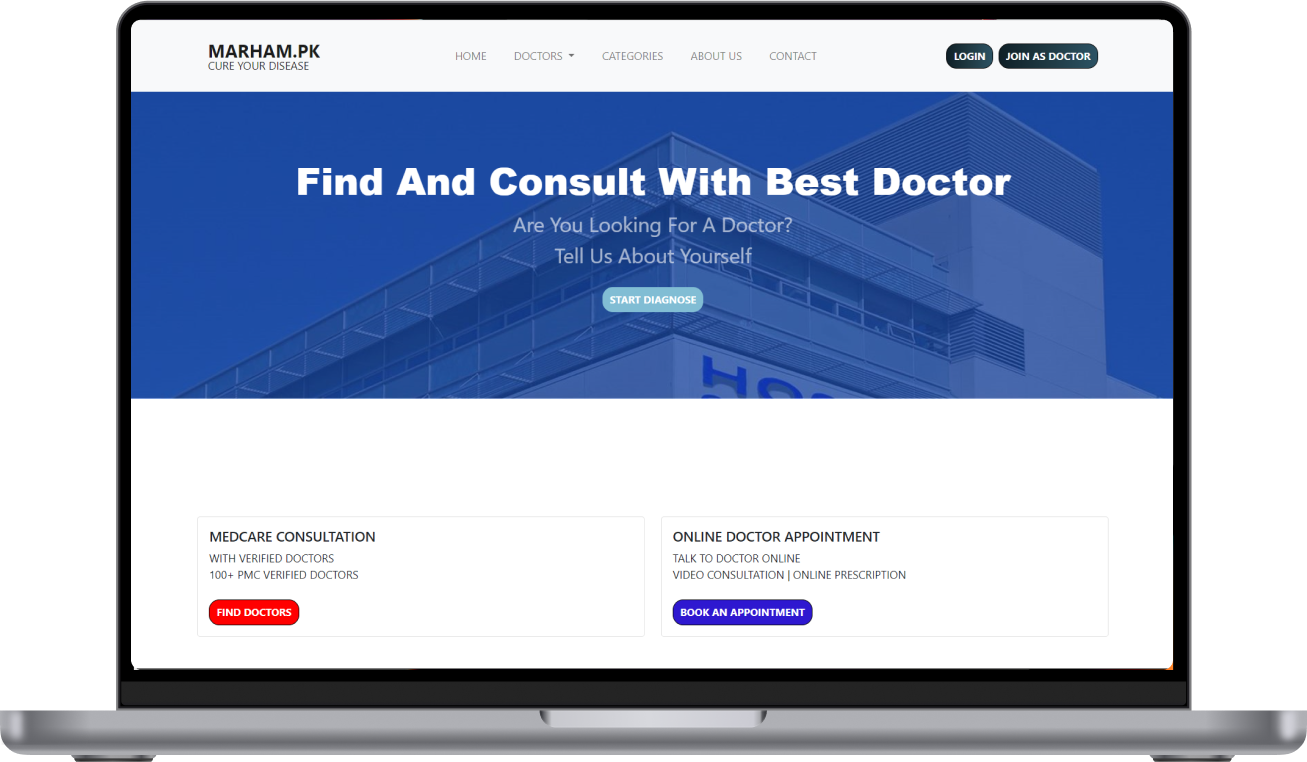 MARHAM.PK
CURE YOUR DISEASE
HOME DOCTORS CATEGORIES ABOUT US CONTACT
LOGIN JOIN AS DOCTOR
Find And Consult With Best Doctor
Are You Looking For A Doctor?
Tell Us About Yourself
START DIAGNOSE
MEDCARE CONSULTATION
WITH VERIFIED DOCTORS
100+ PMC VERIFIED DOCTORS
FIND DOCTORS
ONLINE DOCTOR APPOINTMENT
TALK TO DOCTOR ONLINE
VIDEO CONSULTATION | ONLINE PRESCRIPTION
BOOK AN APPOINTMENT